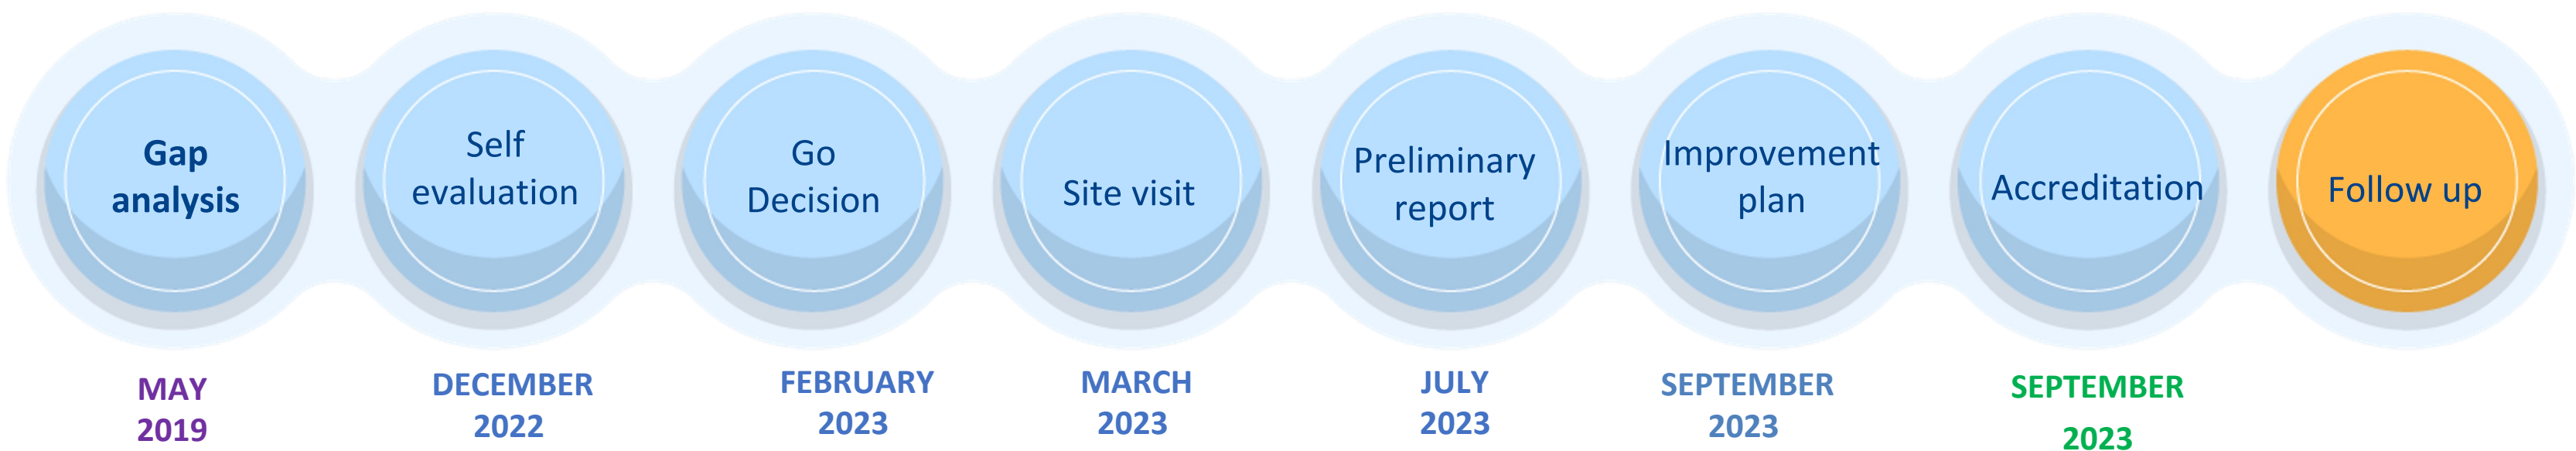 Gap
analysis
Self
evaluation
Go
Decision
Site visit
Preliminary
report
Improvement
plan
Accreditation
Follow up
MAY
2019
DECEMBER
2022
FEBRUARY
2023
MARCH
2023
JULY
2023
SEPTEMBER
2023
SEPTEMBER
2023